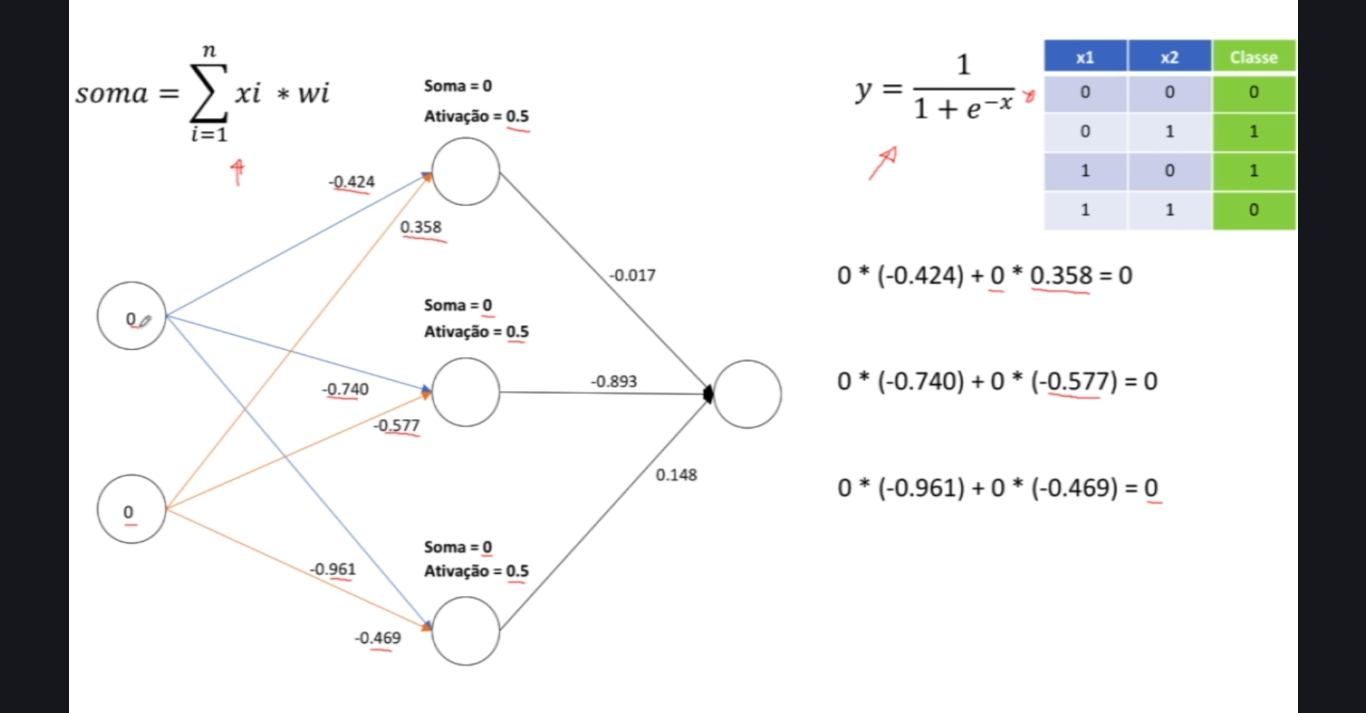 soma = n ∑ i=1 xi * wi
Soma = 0
Ativação = 0.5
y = 1 / 1 + e^-x
x1 x2 Classe
0 0 0
0 1 1
1 0 1
1 1 0
-0.424
0.358
-0.017
0 * (-0.424) + 0 * 0.358 = 0
0
Soma = 0
Ativação = 0.5
-0.740
-0.577
-0.893
0 * (-0.740) + 0 * (-0.577) = 0
0.148
0 * (-0.961) + 0 * (-0.469) = 0
0
Soma = 0
Ativação = 0.5
-0.961
-0.469